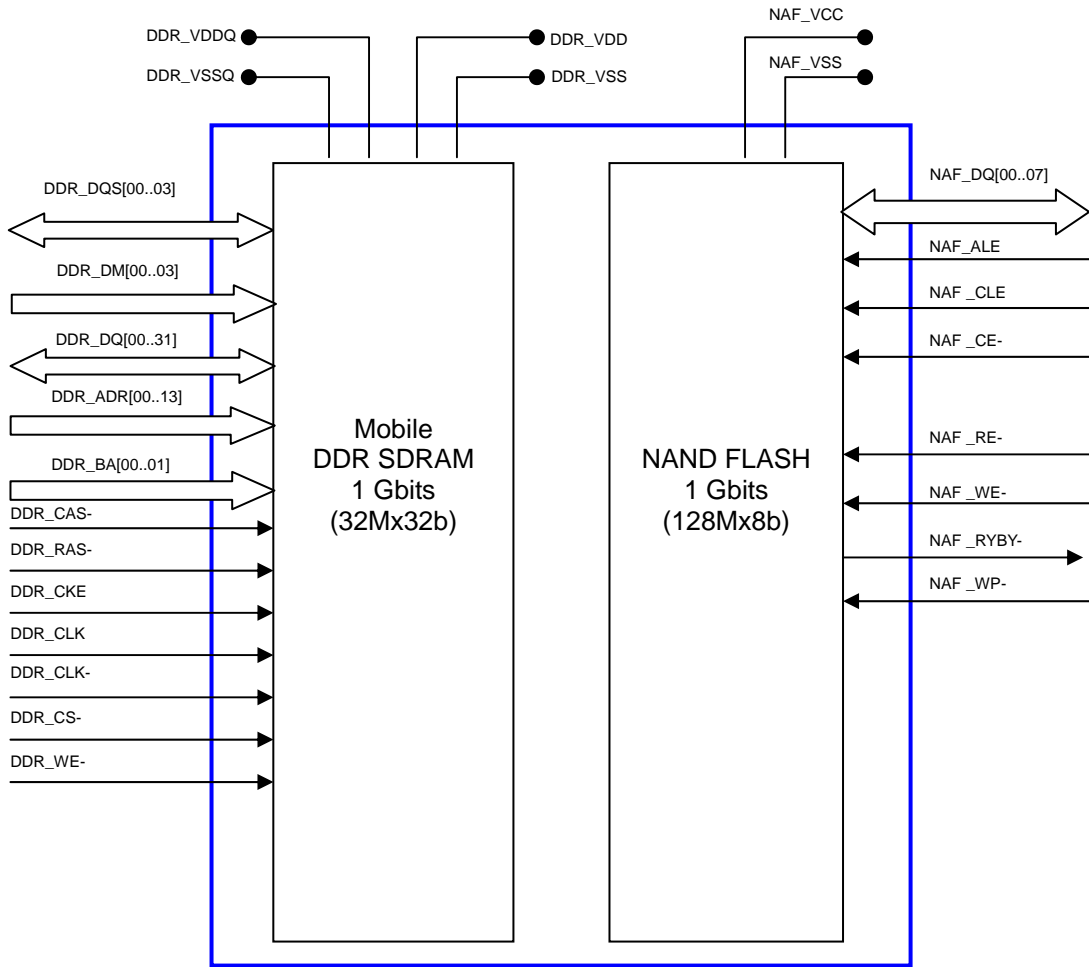 NAF_VCC
DDR_VDDQ
DDR_VDD
DDR_VSSQ
DDR_VSS
NAF_VSS
DDR_DQS[00..03]
DDR_DM[00..03]
DDR_DQ[00..31]
DDR_ADR[00..13]
DDR_BA[00..01]
DDR_CAS-
DDR_RAS-
DDR_CKE
DDR_CLK
DDR_CLK-
DDR_CS-
DDR_WE-
Mobile
DDR SDRAM
1 Gbits
(32Mx32b)
NAND FLASH
1 Gbits
(128Mx8b)
NAF_DQ[00..07]
NAF_ALE
NAF _CLE
NAF _CE-
NAF _RE-
NAF _WE-
NAF _RYBY-
NAF _WP-